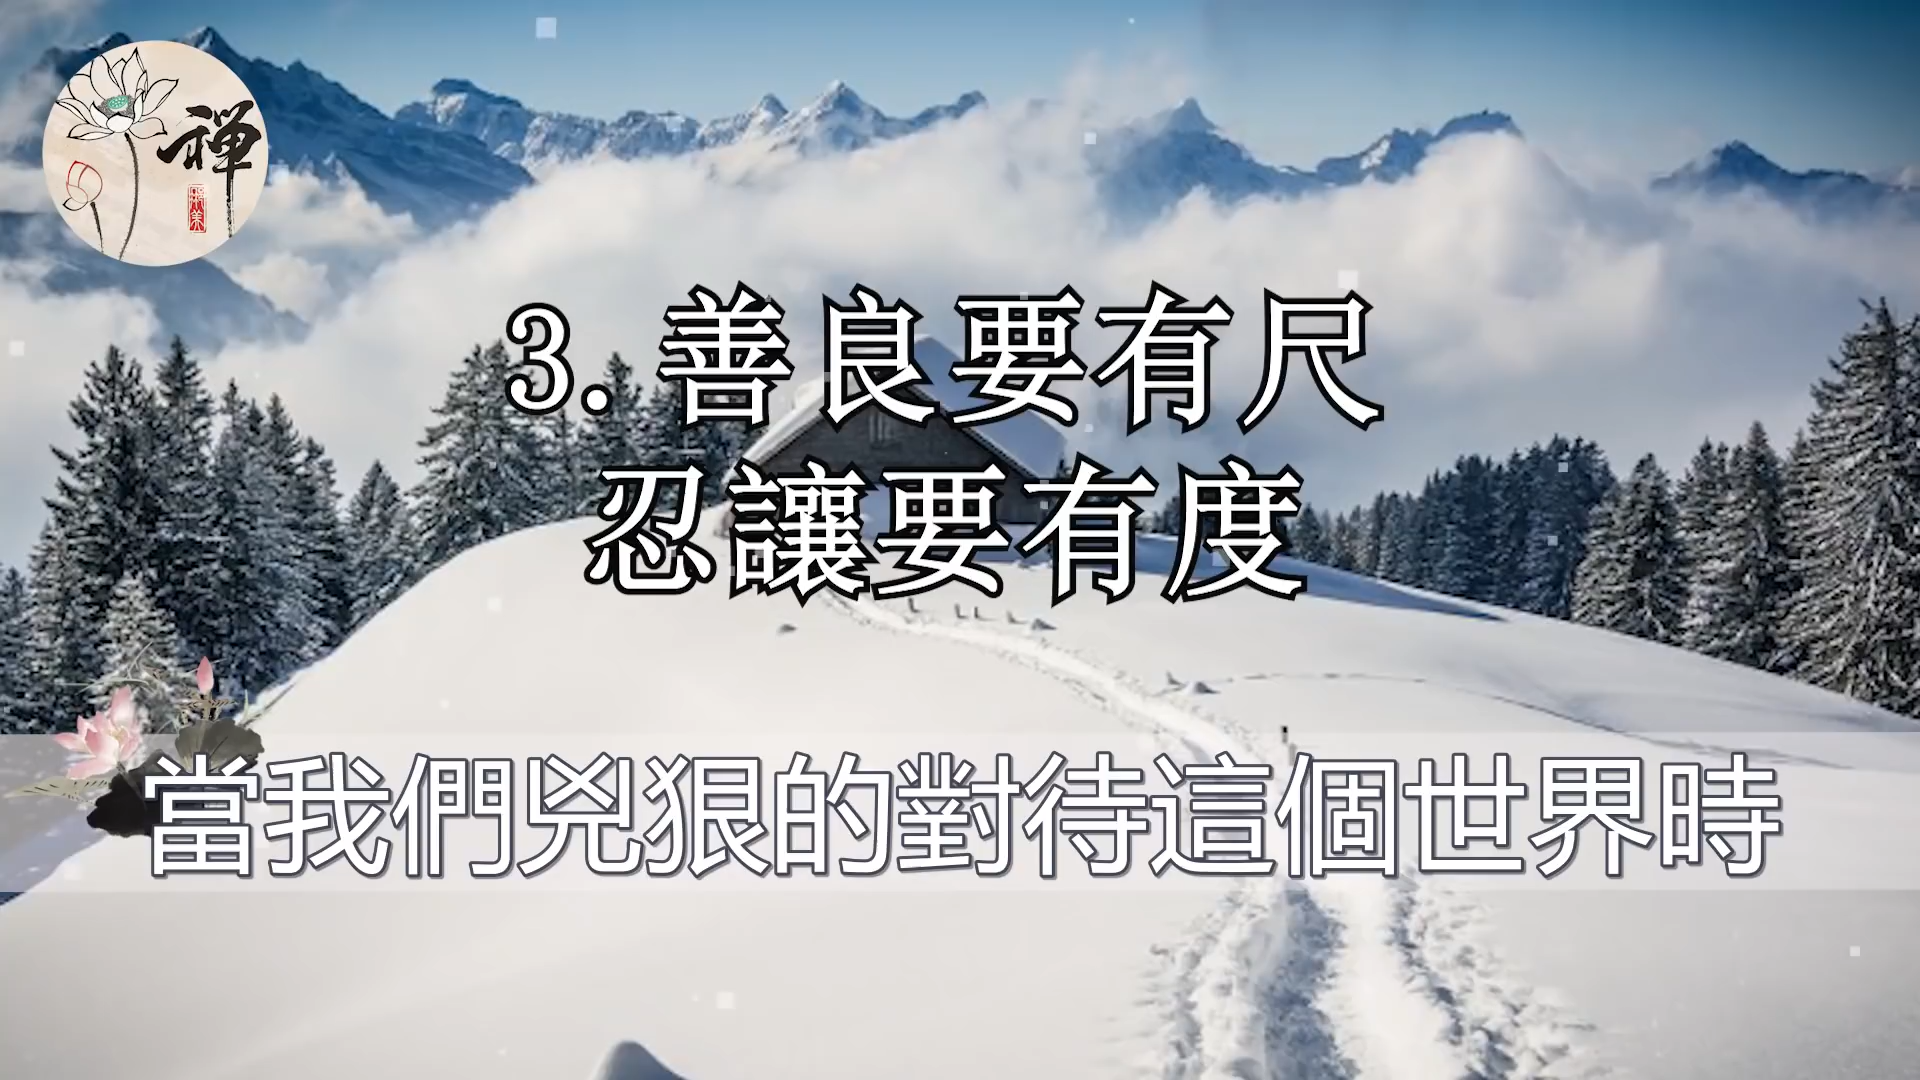 禪
3.善良要有尺
忍讓要有度
當我們兇狠的對待這個世界時